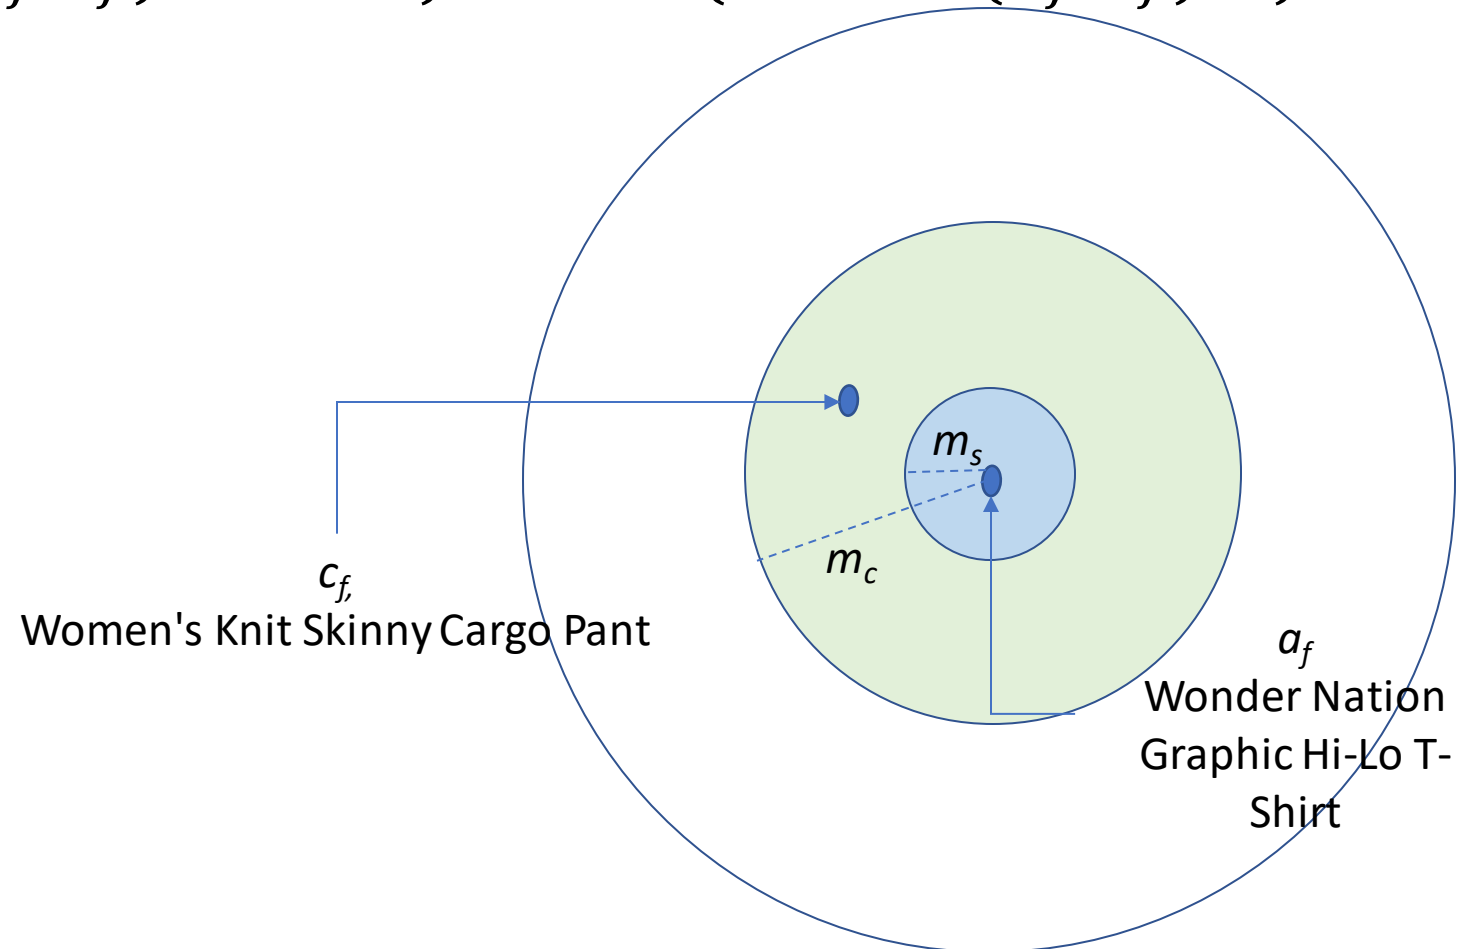 m_s
m_c
c_f,
Women's Knit Skinny Cargo Pant
a_f
Wonder Nation
Graphic Hi-Lo T-
Shirt